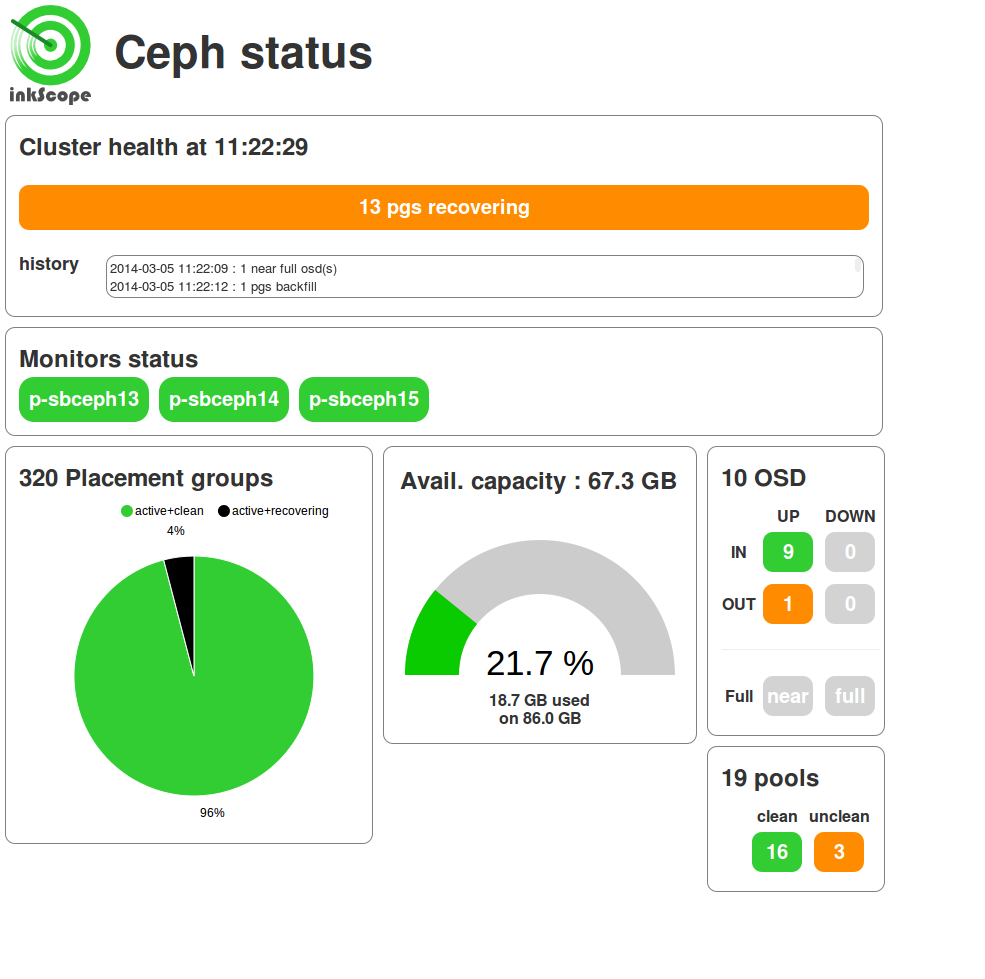 inkScope
Ceph status
Cluster health at 11:22:29
13 pgs recovering
history
2014-03-05 11:22:09 : 1 near full osd(s)
2014-03-05 11:22:12 : 1 pgs backfill
Monitors status
p-sbceph13 p-sbceph14 p-sbceph15
320 Placement groups
active+clean active+recovering
4%
96%
Avail. capacity : 67.3 GB
21.7 %
18.7 GB used
on 86.0 GB
10 OSD
UP DOWN
IN 9 0
OUT 1 0
Full near full
19 pools
clean unclean
16 3